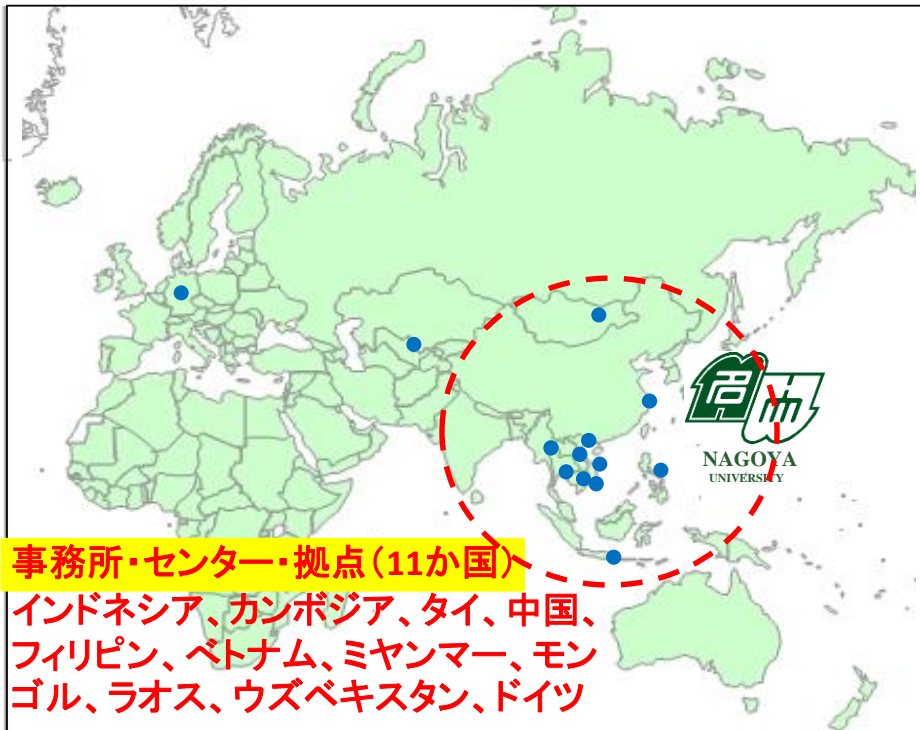 名
大
NAGOYA
UNIVERSITY
事務所・センター・拠点（11か国）
インドネシア、カンボジア、タイ、中国、
フィリピン、ベトナム、ミヤンマー、モン
ゴル、ラオス、ウズベキスタン、ドイツ